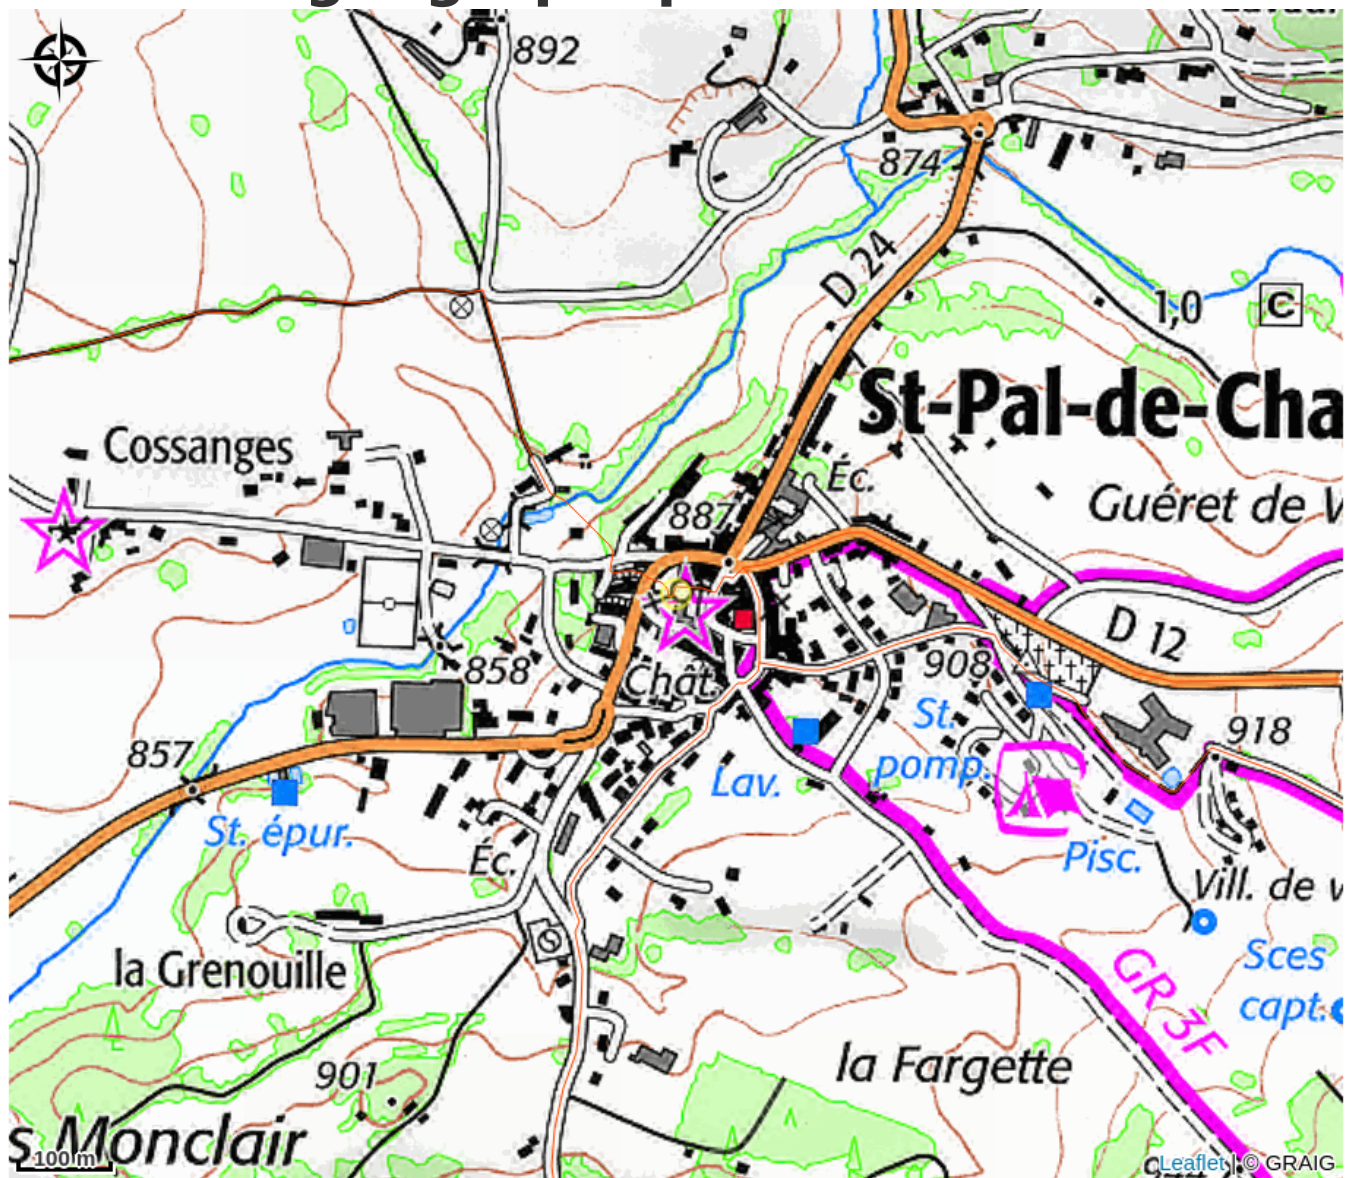 892
874
D 24
1,0
C
St-Pal-de-Cha
Cossanges
Éc.
887
Guéret de V
D 12
858
Chât.
908
St.
pomp.
918
857
Lav.
St. épur.
Éc.
Pisc.
Vill. de v
la Grenouille
Sces
capt.
GR 3F
la Fargette
901
s Monclair
100 m
Leaflet | © GRAIG